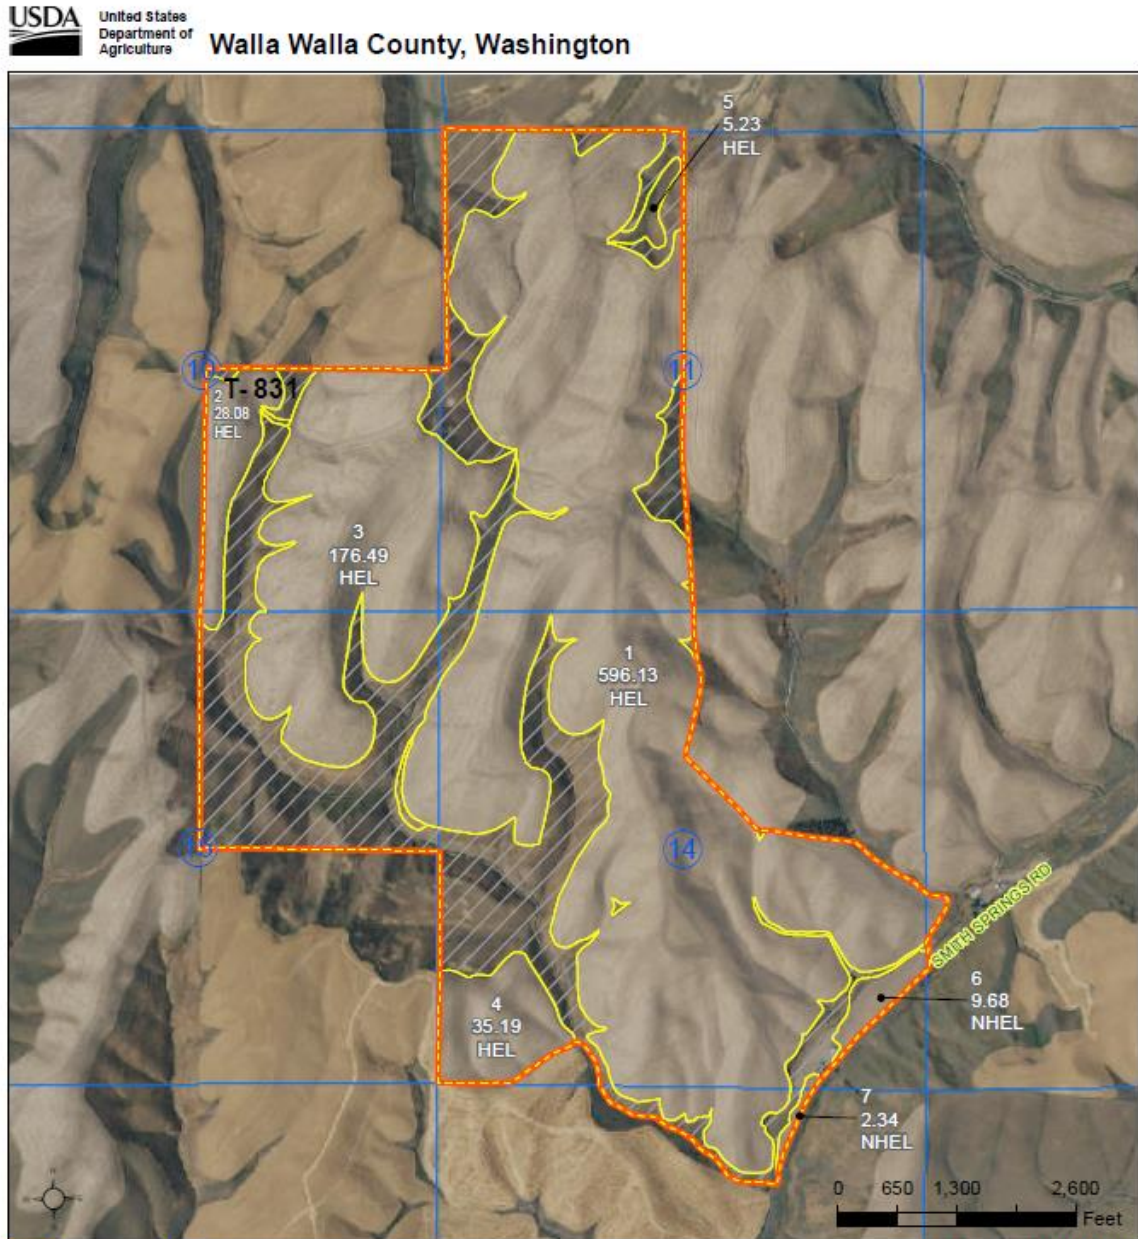 USDA
United States
Department of
Agriculture
Walla Walla County, Washington
5
5.23
HEL
10
11
T- 831
2
28.08
HEL
3
176.49
HEL
1
596.13
HEL
15
14
SMITH SPRINGS RD
6
9.68
NHEL
4
35.19
HEL
7
2.34
NHEL
0 650 1,300 2,600
Feet